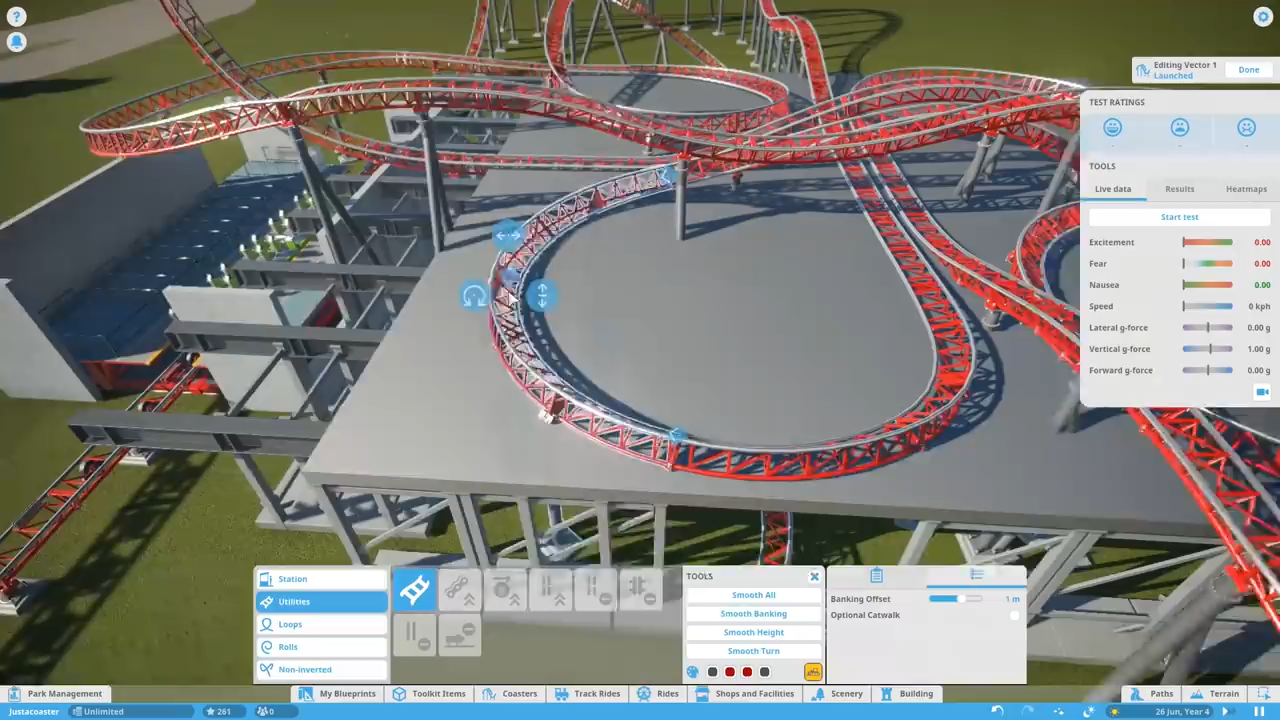 ?
Editing Vector 1
Launched
Done
TEST RATINGS
- - -
TOOLS
Live data Results Heatmaps
Start test
Excitement 0.00
Fear 0.00
Nausea 0.00
Speed 0 kph
Lateral g-force 0.00 g
Vertical g-force 1.00 g
Forward g-force 0.00 g
Station
Utilities
Loops
Rolls
Non-inverted
TOOLS
Smooth All
Smooth Banking
Smooth Height
Smooth Turn
Banking Offset 1 m
Optional Catwalk
Park Management My Blueprints Toolkit Items Coasters Track Rides Rides Shops and Facilities Scenery Building Paths Terrain
Justacoaster Unlimited 261 0 26 Jun, Year 4